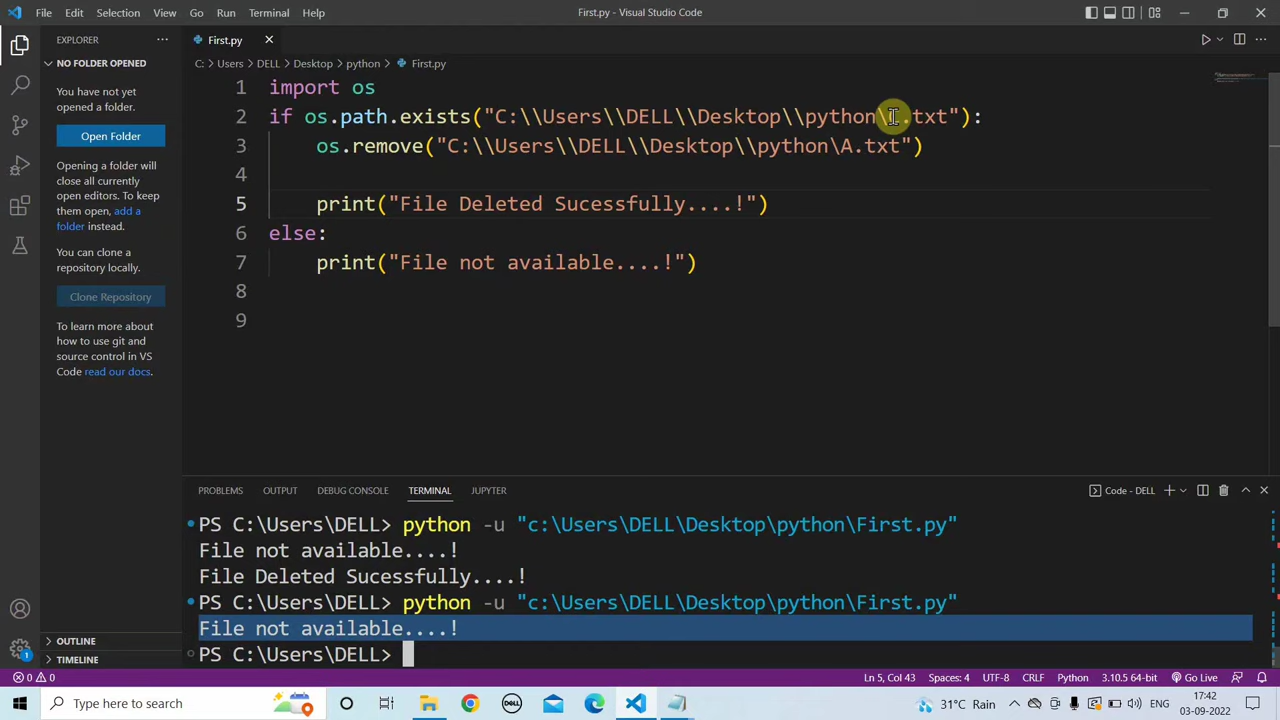 File Edit Selection View Go Run Terminal Help First.py - Visual Studio Code
EXPLORER
NO FOLDER OPENED
You have not yet
opened a folder.
Open Folder
Opening a folder will
close all currently
open editors. To keep
them open, add a
folder instead.
You can clone a
repository locally.
Clone Repository
To learn more about
how to use git and
source control in VS
Code read our docs.
OUTLINE
TIMELINE
First.py
C: > Users > DELL > Desktop > python > First.py
1 import os
2 if os.path.exists("C:\\Users\\DELL\\Desktop\\python\ .txt"):
3 os.remove("C:\\Users\\DELL\\Desktop\\python\A.txt")
4
5 print("File Deleted Sucessfully....!")
6 else:
7 print("File not available....!")
8
9
PROBLEMS OUTPUT DEBUG CONSOLE TERMINAL JUPYTER Code - DELL
PS C:\Users\DELL> python -u "c:\Users\DELL\Desktop\python\First.py"
File not available....!
File Deleted Sucessfully....!
PS C:\Users\DELL> python -u "c:\Users\DELL\Desktop\python\First.py"
File not available....!
PS C:\Users\DELL>
1
0 0 Ln 5, Col 43 Spaces: 4 UTF-8 CRLF Python 3.10.5 64-bit Go Live
Type here to search DELL 31°C Rain ENG 17:42
03-09-2022